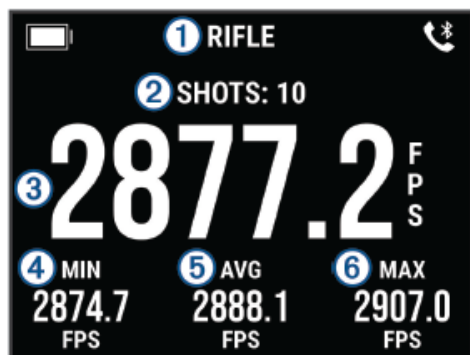 ① RIFLE
② SHOTS: 10
③ 2877.2 FPS
④ MIN ⑤ AVG ⑥ MAX
2874.7 2888.1 2907.0
FPS FPS FPS